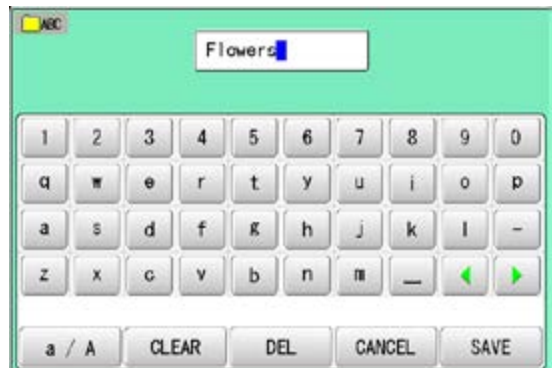 ABC
Flowers
1 2 3 4 5 6 7 8 9 0
q w e r t y u i o p
a s d f g h j k l -
z x c v b n m _
a / A CLEAR DEL CANCEL SAVE